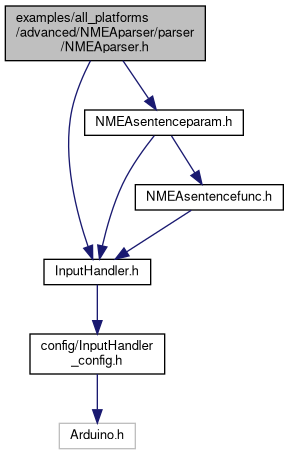 examples/all_platforms
/advanced/NMEAparser/parser
/NMEAparser.h
NMEAsentenceparam.h
NMEAsentencefunc.h
InputHandler.h
config/InputHandler
_config.h
Arduino.h